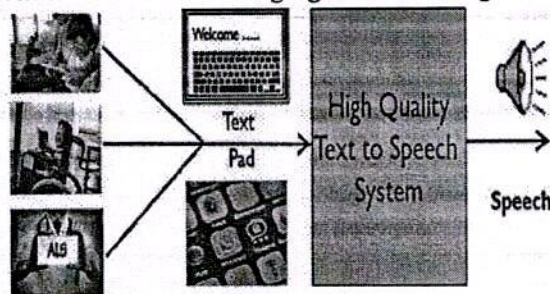 Welcome
Text
Pad
ALS
High Quality
Text to Speech
System
Speech